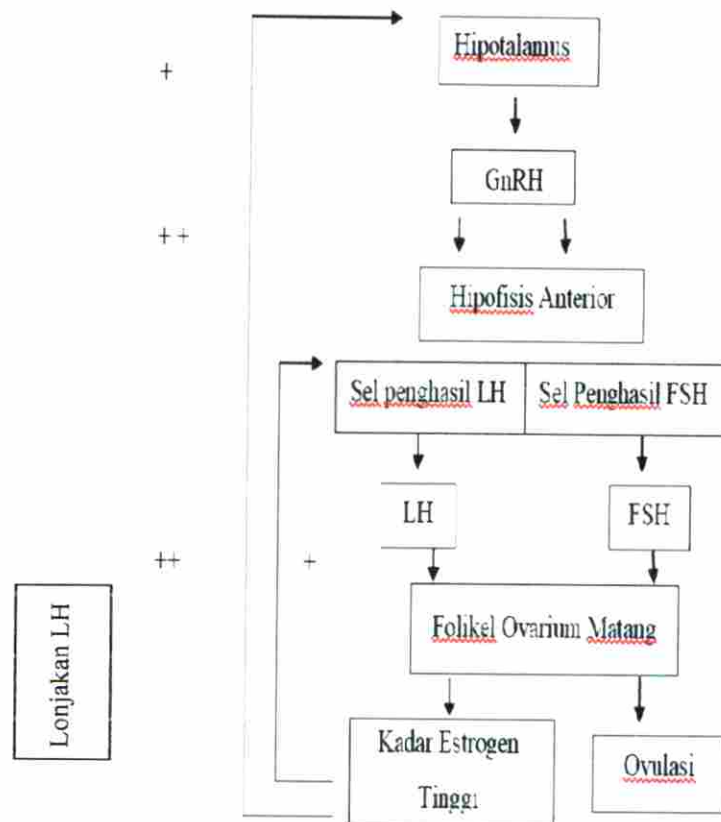 Hipotalamus
+
GnRH
++
Hipofisis Anterior
Sel penghasil LH
Sel Penghasil FSH
LH
FSH
++
+
Folikel Ovarium Matang
Lonjakan LH
Kadar Estrogen
Tinggi
Ovulasi